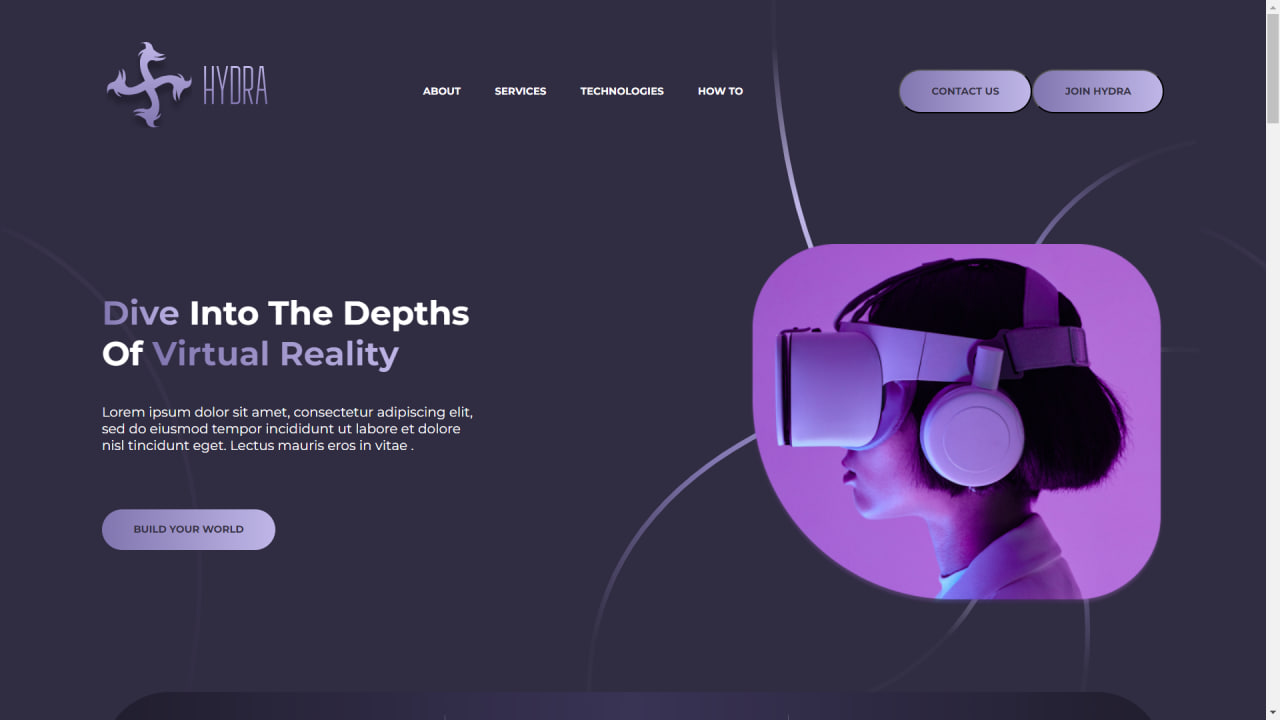 HYDRA
ABOUT SERVICES TECHNOLOGIES HOW TO
CONTACT US JOIN HYDRA
Dive Into The Depths
Of Virtual Reality
Lorem ipsum dolor sit amet, consectetur adipiscing elit,
sed do eiusmod tempor incididunt ut labore et dolore
nisl tincidunt eget. Lectus mauris eros in vitae .
BUILD YOUR WORLD